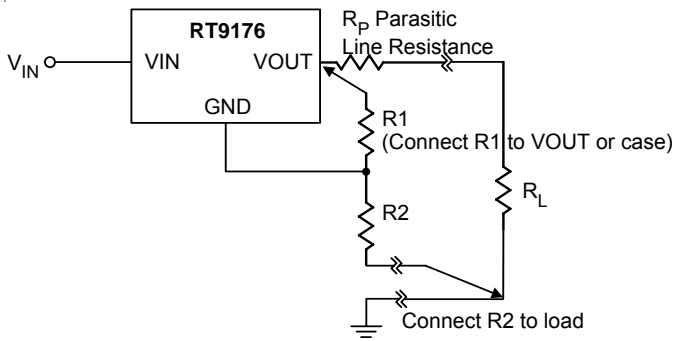 RT9176
R_P Parasitic
Line Resistance
V_IN
VIN
VOUT
GND
R1
(Connect R1 to VOUT or case)
R_L
R2
Connect R2 to load